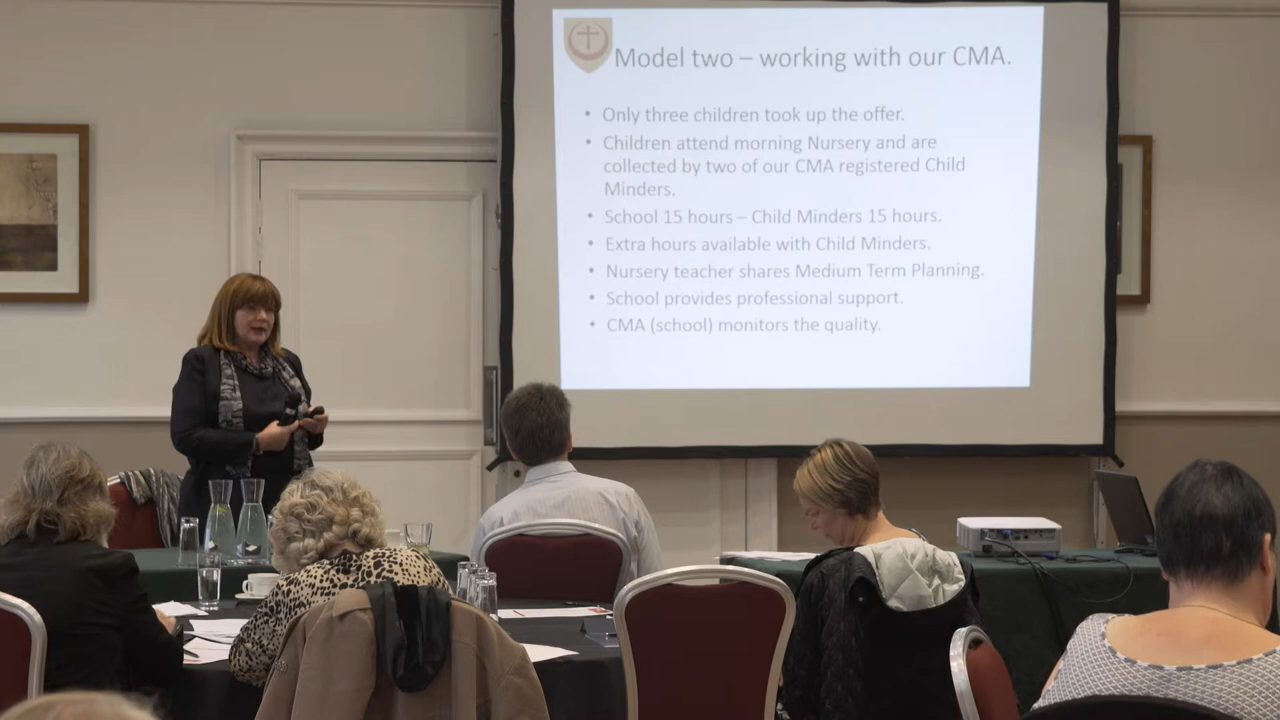 Model two – working with our CMA.
• Only three children took up the offer.
• Children attend morning Nursery and are
collected by two of our CMA registered Child
Minders.
• School 15 hours – Child Minders 15 hours.
• Extra hours available with Child Minders.
• Nursery teacher shares Medium Term Planning.
• School provides professional support.
• CMA (school) monitors the quality.